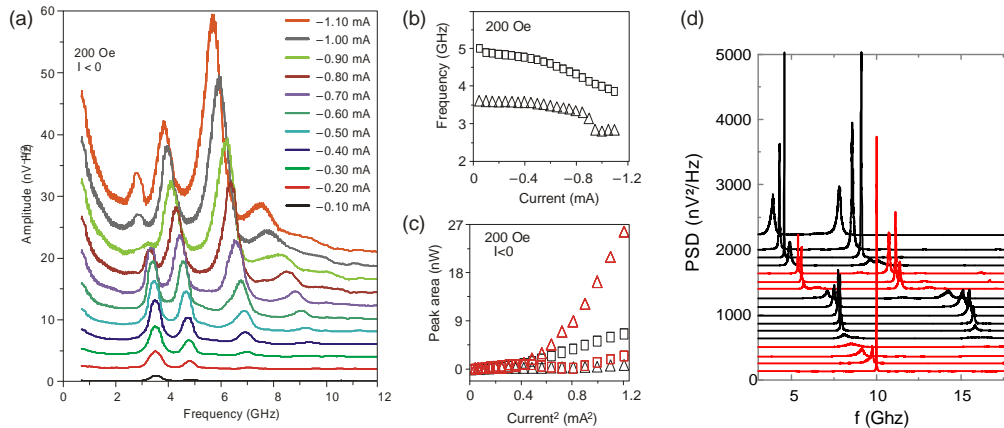 (a)
60
50
40
30
20
10
0
Amplitude (nV²/Hz)
200 Oe
I < 0
−1.10 mA
−1.00 mA
−0.90 mA
−0.80 mA
−0.70 mA
−0.60 mA
−0.50 mA
−0.40 mA
−0.30 mA
−0.20 mA
−0.10 mA
0 2 4 6 8 10 12
Frequency (GHz)
(b)
200 Oe
6
5
4
3
2
Frequency (GHz)
−0.4 −0.8 −1.2
Current (mA)
(c)
200 Oe
I<0
27
18
9
0
Peak area (nW)
0.0 0.4 0.8 1.2
Current² (mA²)
(d)
5000
4000
3000
2000
1000
0
PSD (nV²/Hz)
5 10 15
f (Ghz)